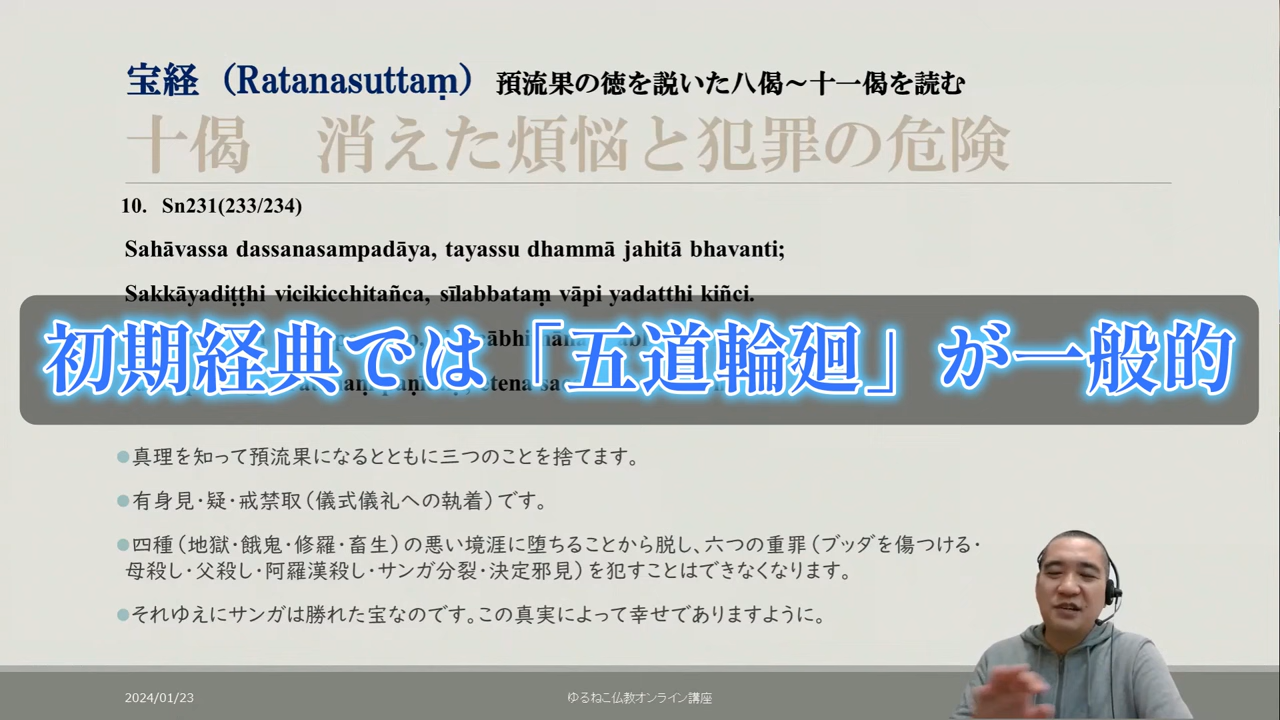 宝経（Ratanasuttaṃ） 預流果の徳を説いた八偈～十一偈を読む
十偈　消えた煩悩と犯罪の危険
10. Sn231(233/234)
Sahāvassa dassanasampadāya, tayassu dhammā jahitā bhavanti;
Sakkāyadiṭṭhi vicikicchitañca, sīlabbataṃ vāpi yadatthi kiñci.
初期経典では「五道輪廻」が一般的
●真理を知って預流果になるとともに三つのことを捨てます。
●有身見・疑・戒禁取（儀式儀礼への執着）です。
●四種（地獄・餓鬼・修羅・畜生）の悪い境涯に堕ちることから脱し、六つの重罪（ブッダを傷つける・
母殺し・父殺し・阿羅漢殺し・サンガ分裂・決定邪見）を犯すことはできなくなります。
●それゆえにサンガは勝れた宝なのです。この真実によって幸せでありますように。
2024/01/23
ゆるねこ仏教オンライン講座